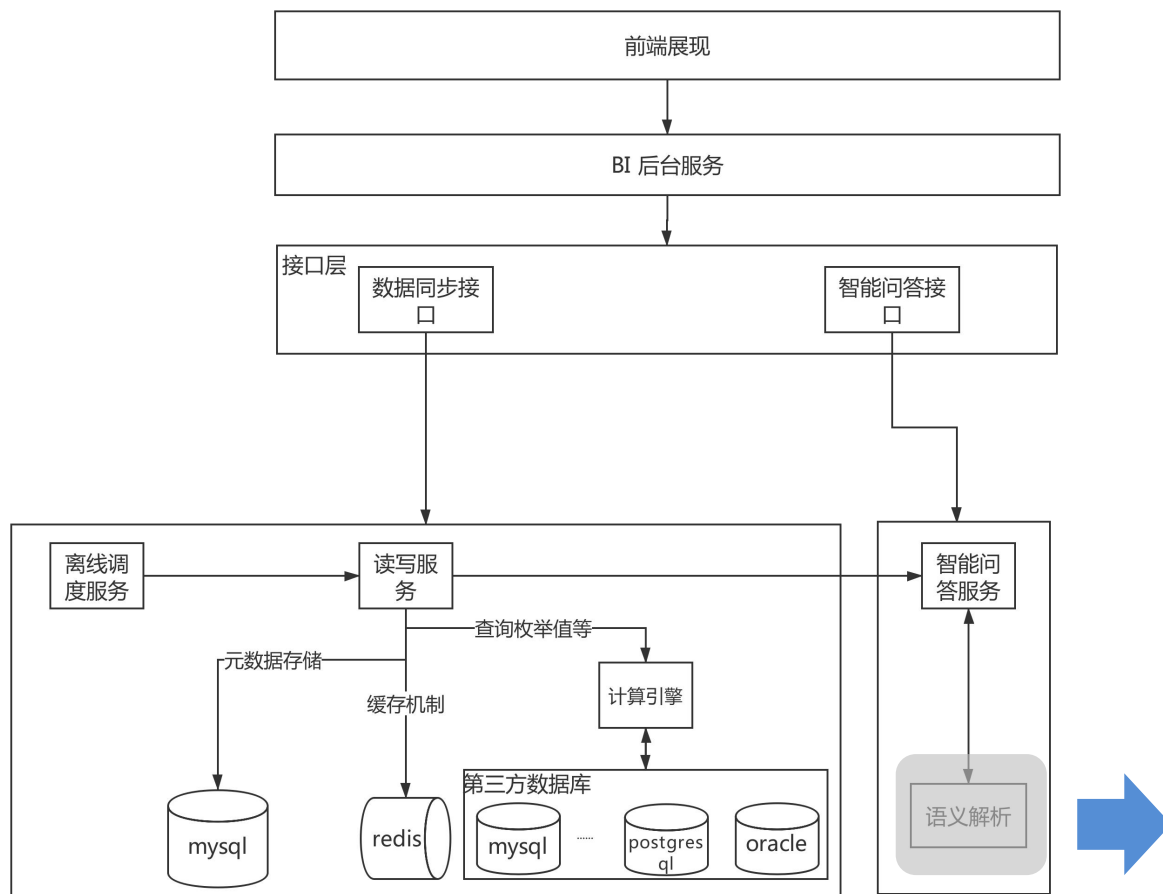 前端展现
BI 后台服务
接口层
数据同步接
口
智能问答接
口
离线调
度服务
读写服
务
智能问
答服务
查询枚举值等
元数据存储
缓存机制
计算引擎
第三方数据库
mysql
redis
mysql
......
postgres
ql
oracle
语义解析